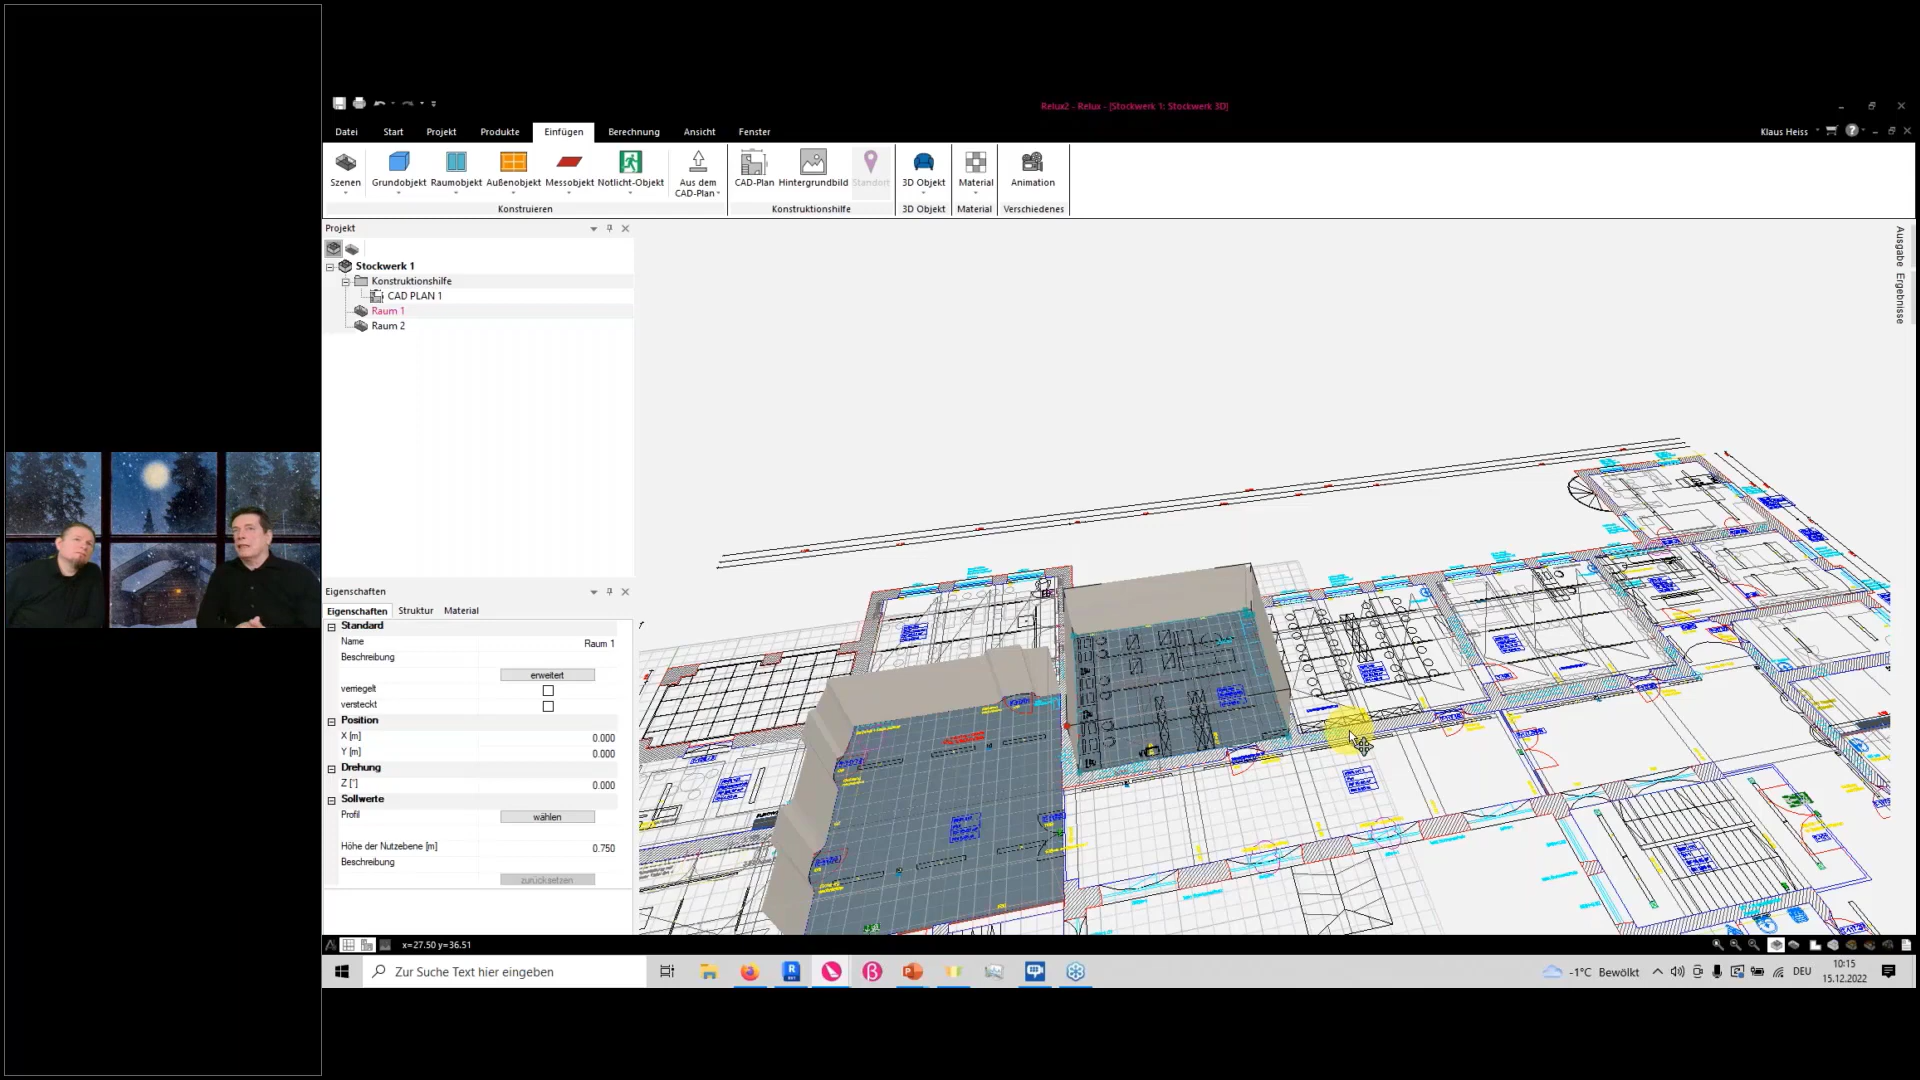 Relux2 - Relux - [Stockwerk 1: Stockwerk 3D]
Datei Start Projekt Produkte Einfügen Berechnung Ansicht Fenster
Klaus Heiss
Szenen Grundobjekt Raumobjekt Außenobjekt Messobjekt Notlicht-Objekt Aus dem CAD-Plan CAD-Plan Hintergrundbild Standort 3D Objekt Material Animation
Konstruieren Konstruktionshilfe 3D Objekt Material Verschiedenes
Projekt
Stockwerk 1
Konstruktionshilfe
CAD PLAN 1
Raum 1
Raum 2
Ausgabe
Ergebnisse
Eigenschaften
Eigenschaften Struktur Material
Standard
Name Raum 1
Beschreibung
erweitert
verriegelt
versteckt
Position
X [m] 0.000
Y [m] 0.000
Drehung
Z [°] 0.000
Sollwerte
Profil wählen
Höhe der Nutzebene [m] 0.750
Beschreibung
zurücksetzen
x=27.50 y=36.51
Zur Suche Text hier eingeben
-1°C Bewölkt
DEU
10:15
15.12.2022